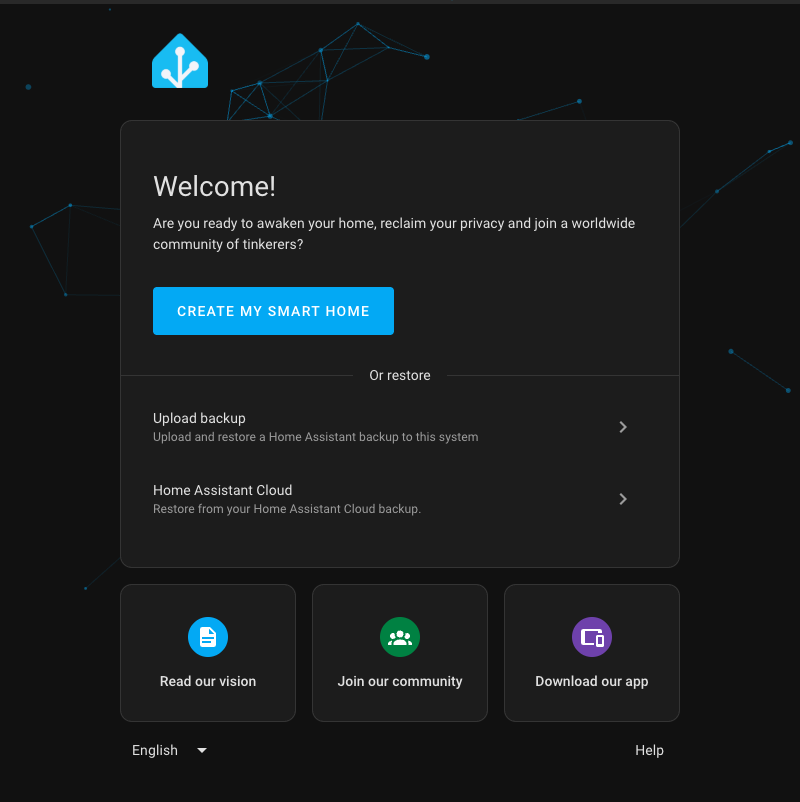 Welcome!
Are you ready to awaken your home, reclaim your privacy and join a worldwide
community of tinkerers?
CREATE MY SMART HOME
Or restore
Upload backup
Upload and restore a Home Assistant backup to this system
Home Assistant Cloud
Restore from your Home Assistant Cloud backup.
Read our vision
Join our community
Download our app
English
Help